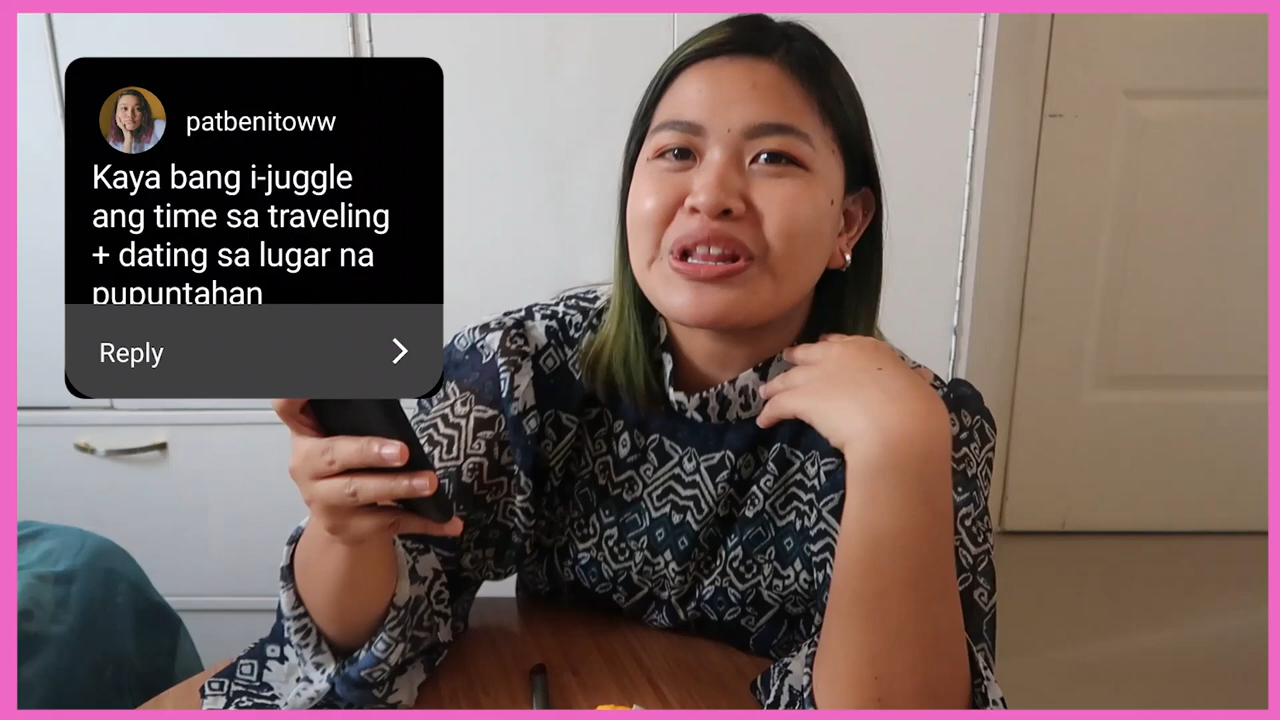 patbenitoww
Kaya bang i-juggle
ang time sa traveling
+ dating sa lugar na
pupuntahan
Reply